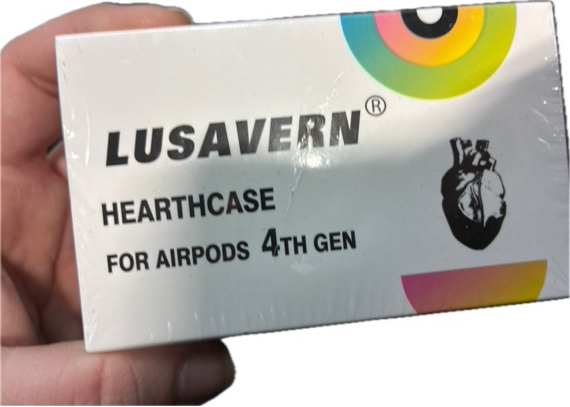 LUSAVERN®
HEARTHCASE
FOR AIRPODS 4TH GEN